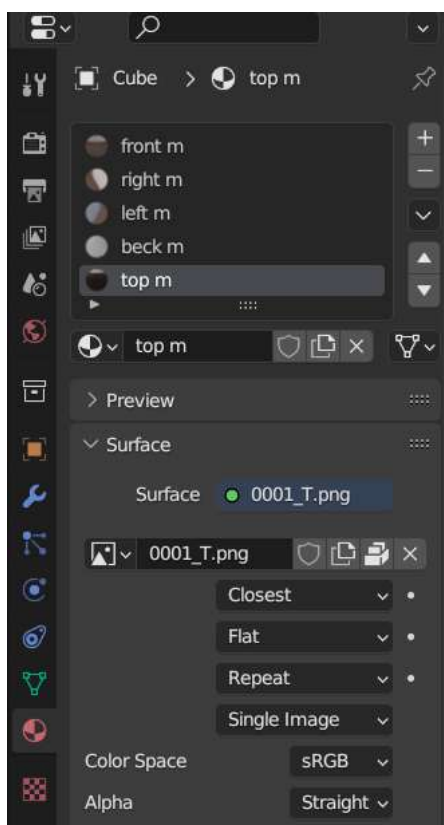 Cube > top m
front m
right m
left m
beck m
top m
top m
> Preview
Surface
Surface 0001_T.png
0001_T.png
Closest
Flat
Repeat
Single Image
Color Space sRGB
Alpha Straight